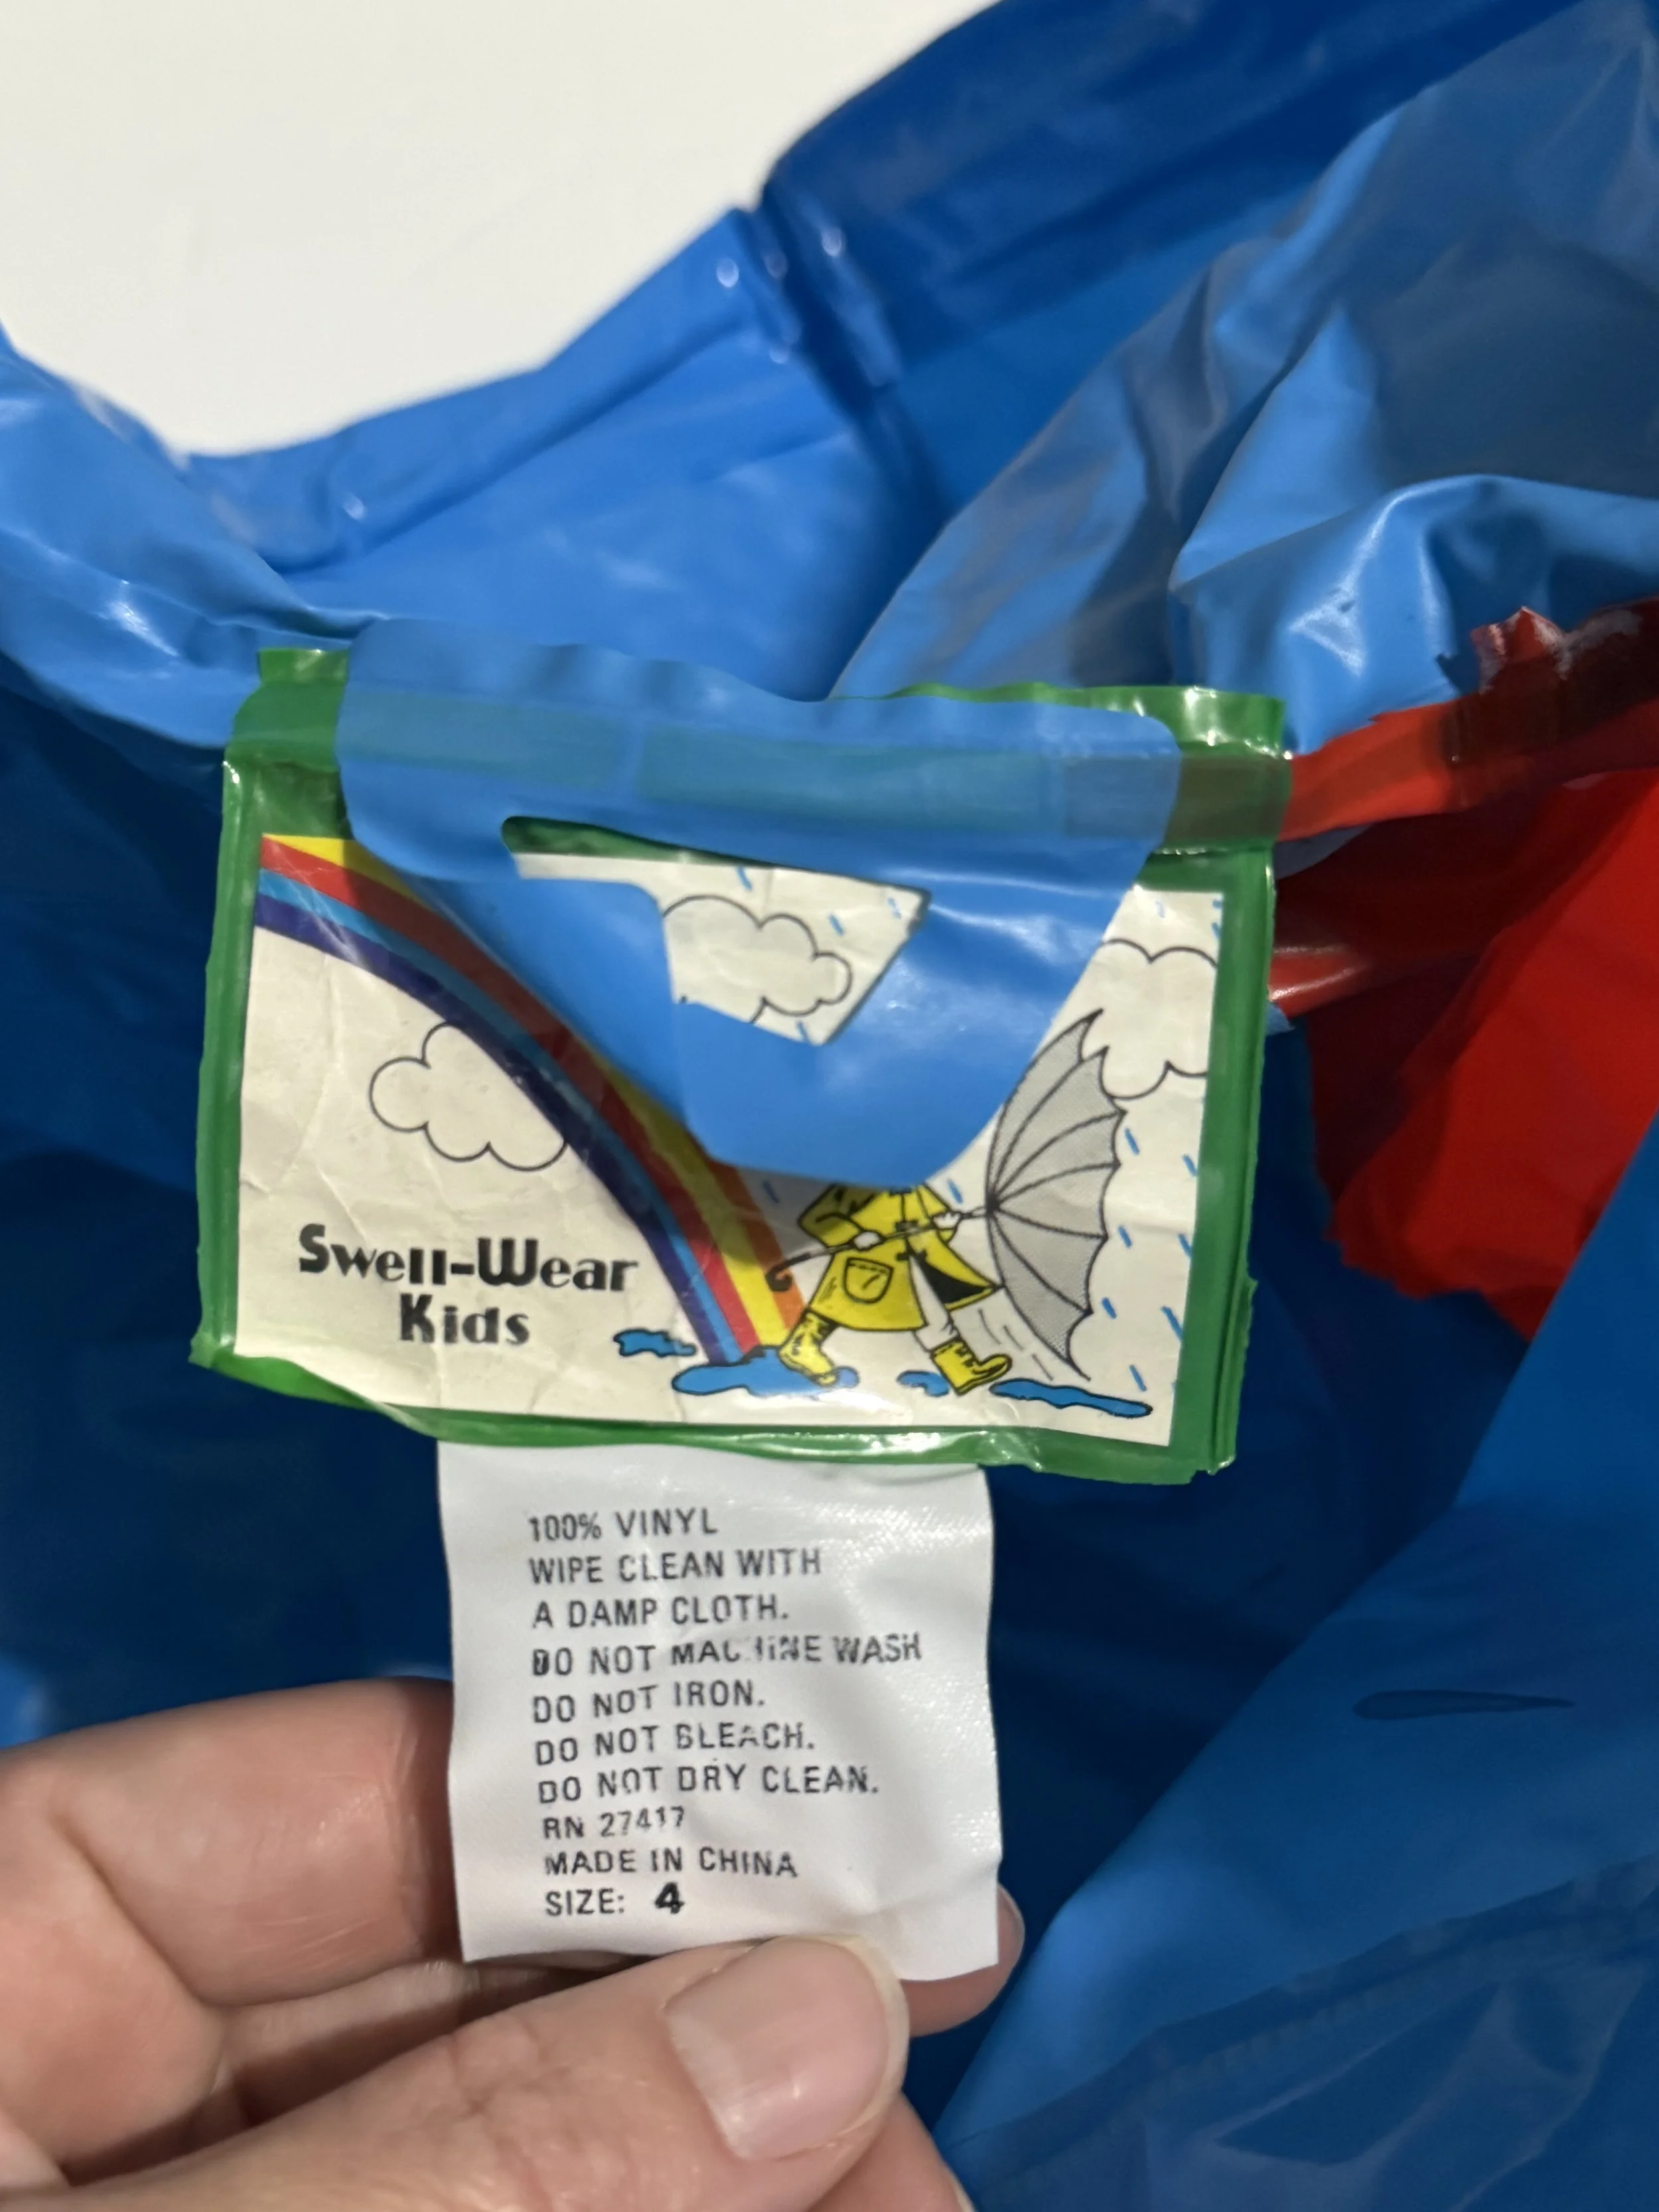 Swell-Wear
Kids
100% VINYL
WIPE CLEAN WITH
A DAMP CLOTH.
DO NOT MACHINE WASH
DO NOT IRON.
DO NOT BLEACH.
DO NOT DRY CLEAN.
RN 27417
MADE IN CHINA
SIZE: 4